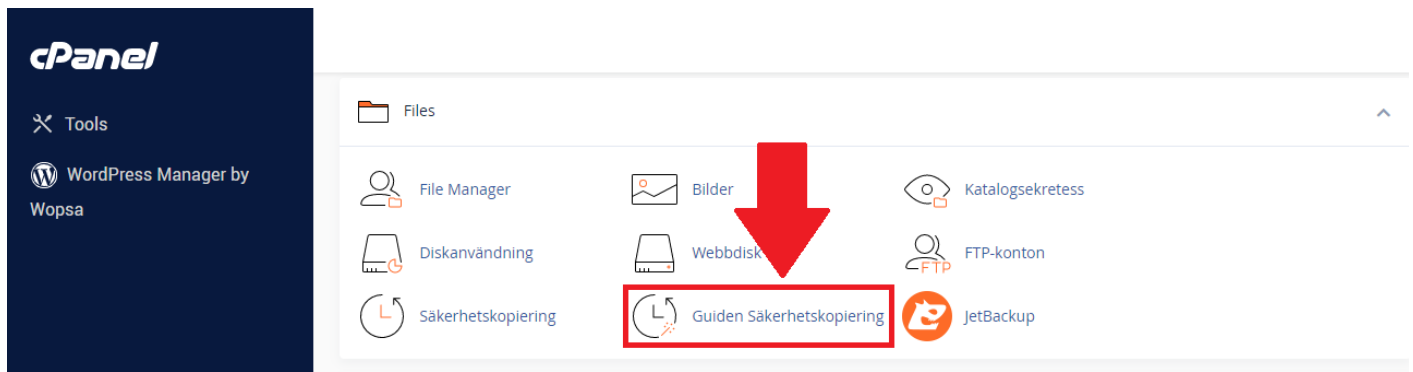 cPanel
Tools
WordPress Manager by
Wopsa
Files
File Manager
Bilder
Katalogsekretess
Diskanvändning
Webbdisk
FTP-konton
FTP
Säkerhetskopiering
Guiden Säkerhetskopiering
JetBackup